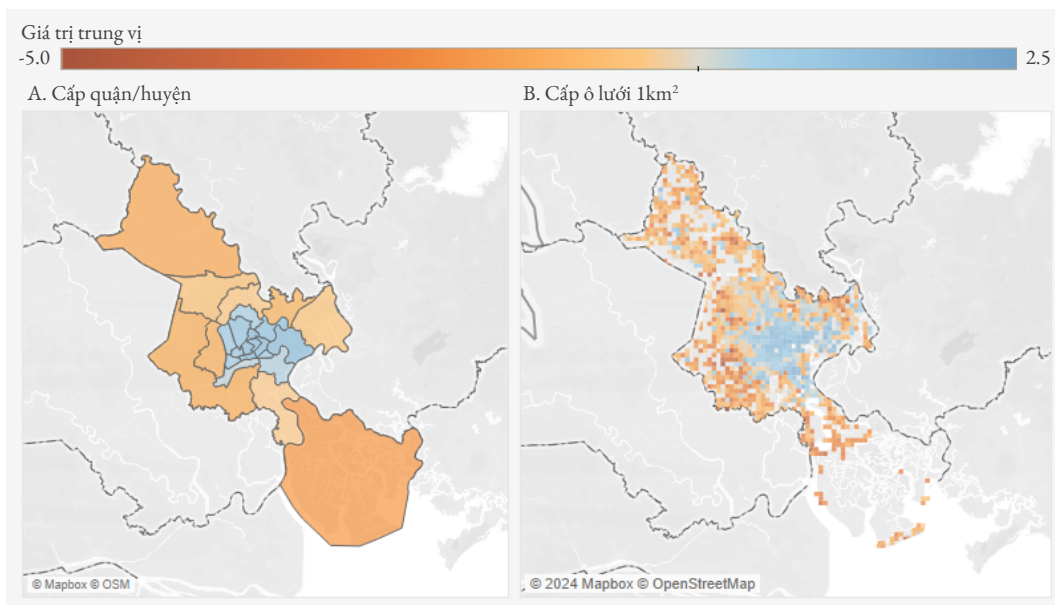 Giá trị trung vị
-5.0 2.5
A. Cấp quận/huyện
B. Cấp ô lưới 1km²
© Mapbox © OSM
© 2024 Mapbox © OpenStreetMap